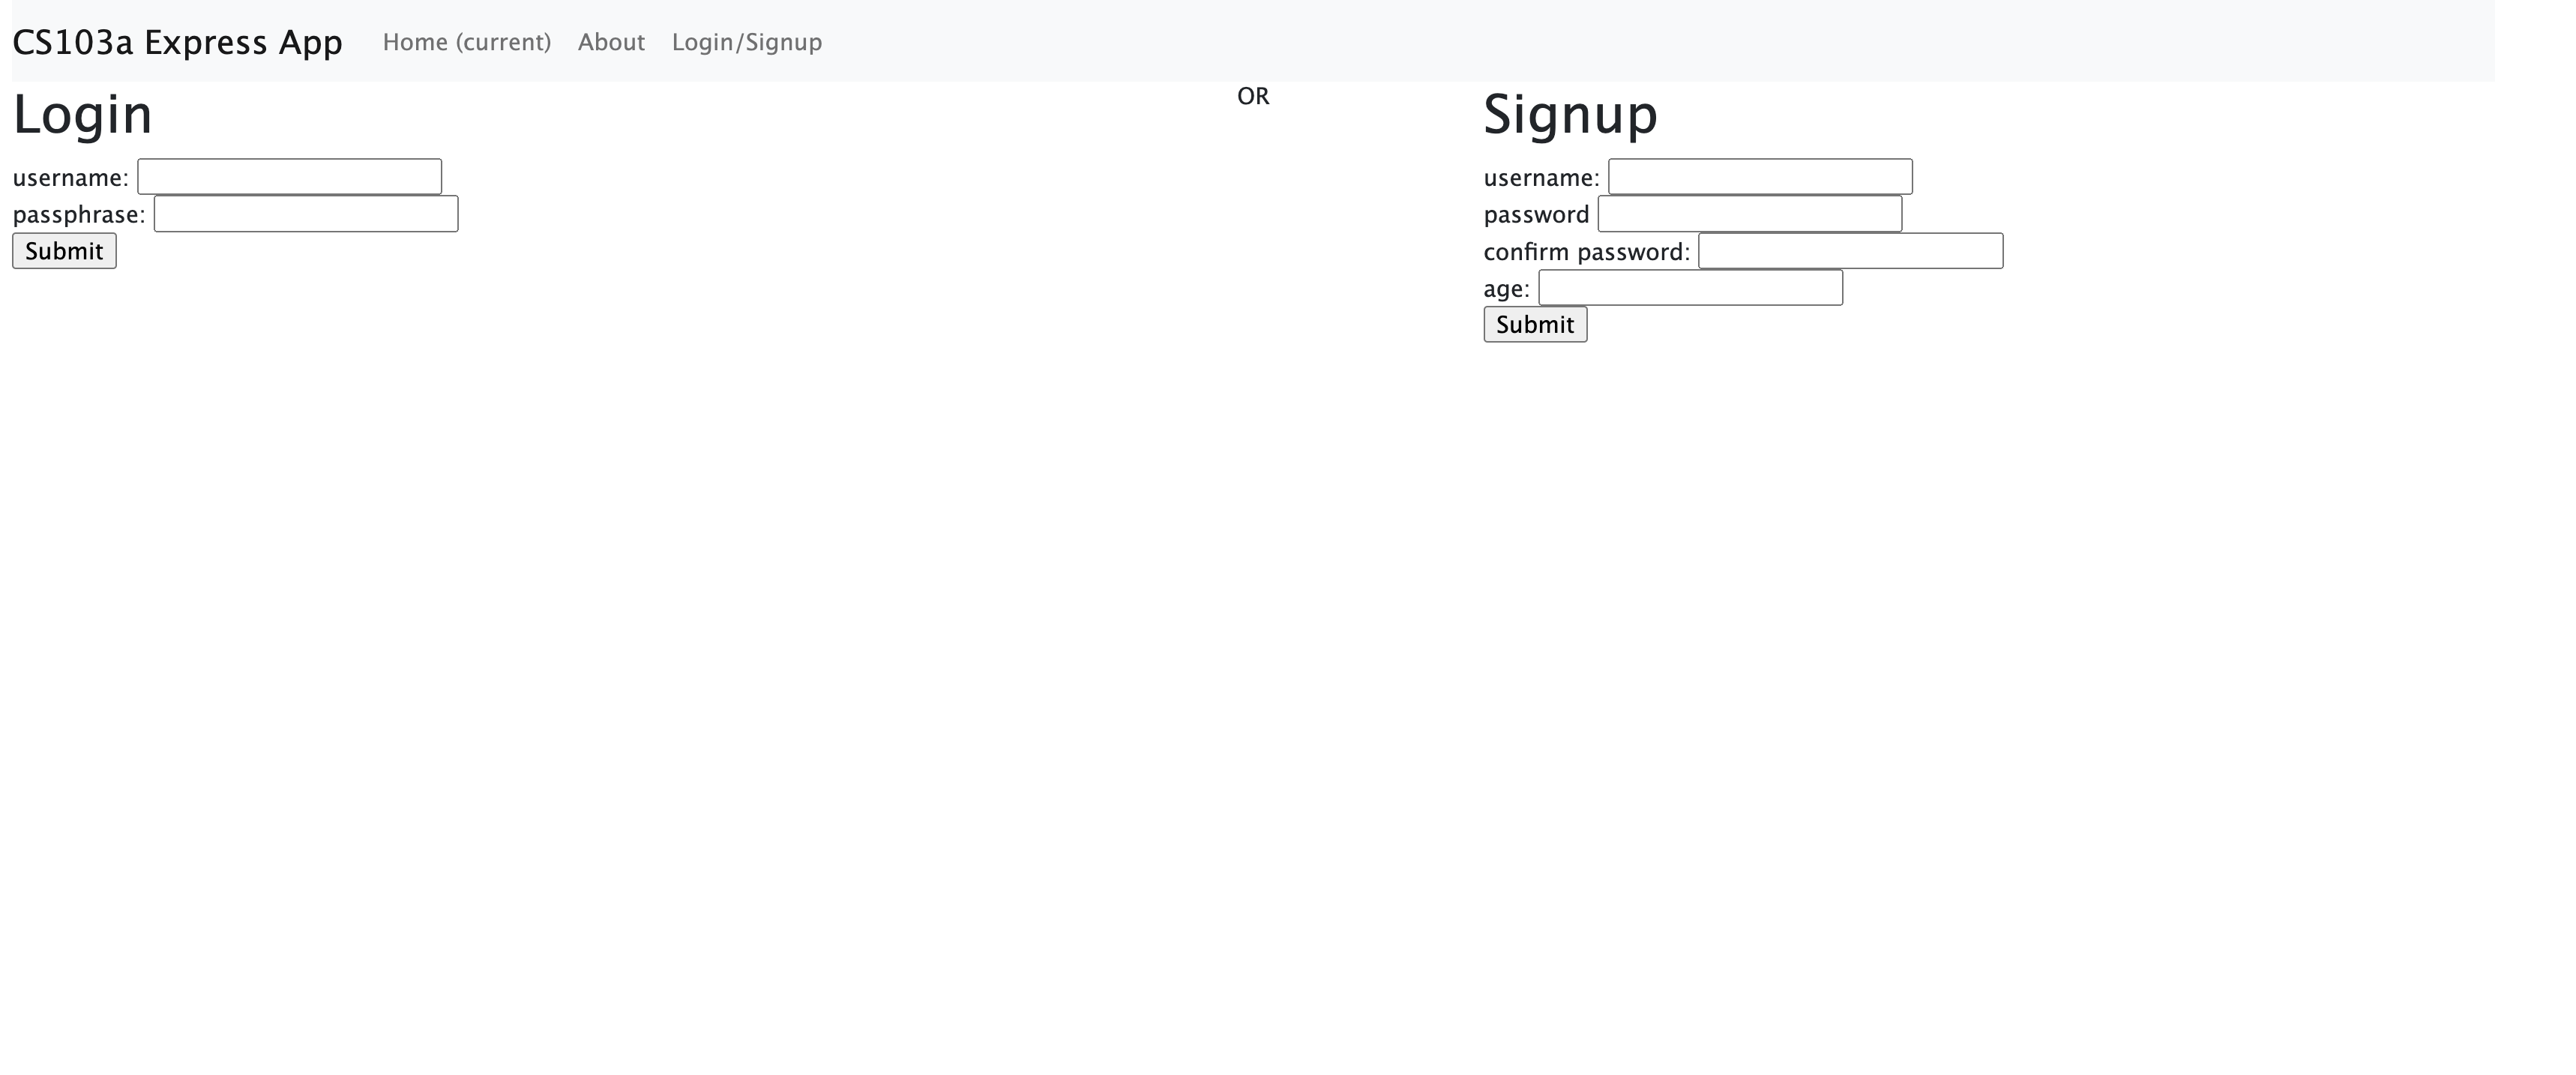 CS103a Express App Home (current) About Login/Signup
Login
username:
passphrase:
Submit
OR
Signup
username:
password
confirm password:
age:
Submit